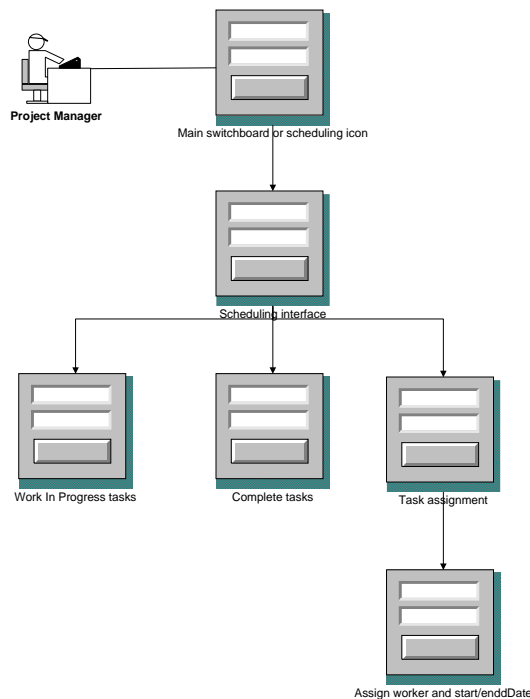 Project Manager
Main switchboard or scheduling icon
Scheduling interface
Work In Progress tasks
Complete tasks
Task assignment
Assign worker and start/enddDate